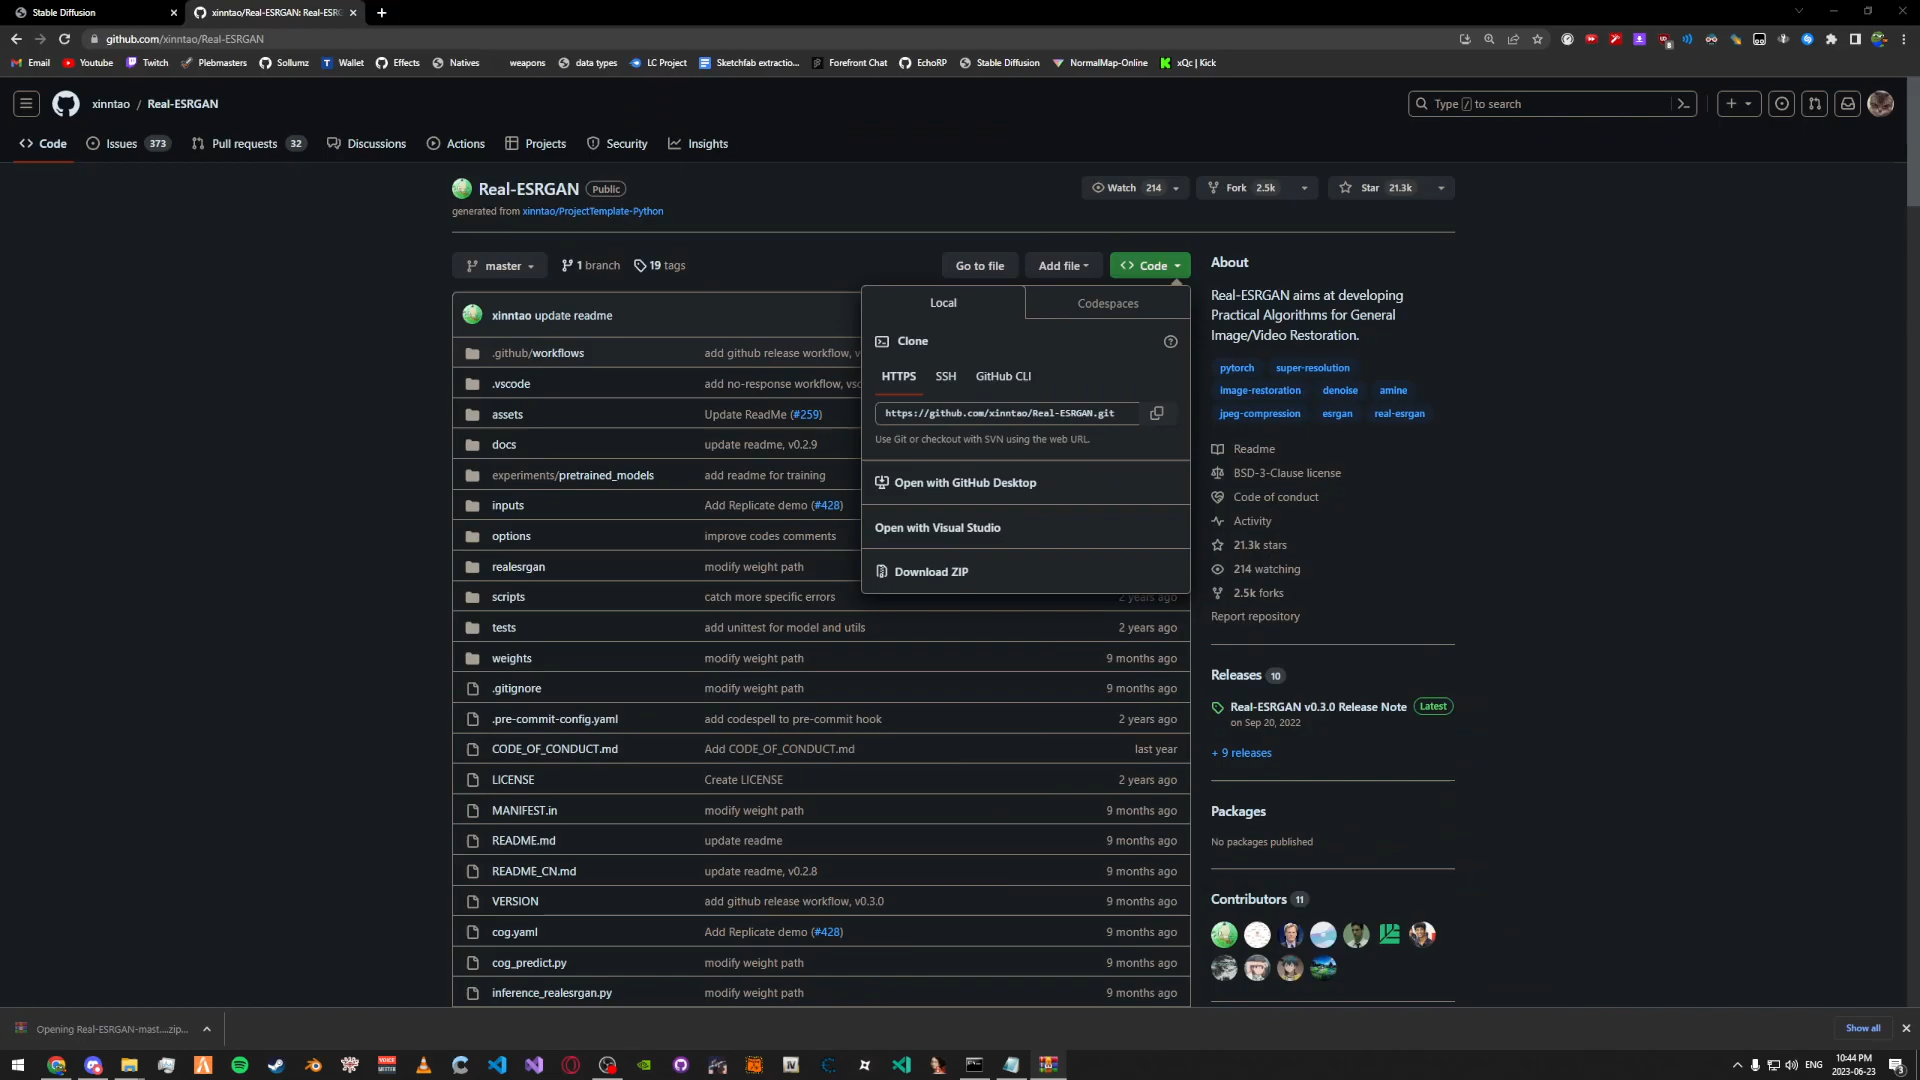 Stable Diffusion
xinntao/Real-ESRGAN: Real-ESRG
github.com/xinntao/Real-ESRGAN
Email Youtube Twitch Plebmasters Sollumz Wallet Effects Natives weapons data types LC Project Sketchfab extractio... Forefront Chat EchoRP Stable Diffusion NormalMap-Online xQc | Kick
xinntao / Real-ESRGAN
Type / to search
Code Issues 373 Pull requests 32 Discussions Actions Projects Security Insights
Real-ESRGAN Public
Watch 214 Fork 2.5k Star 21.3k
generated from xinntao/ProjectTemplate-Python
master 1 branch 19 tags Go to file Add file Code
Local Codespaces
Clone
HTTPS SSH GitHub CLI
https://github.com/xinntao/Real-ESRGAN.git
Use Git or checkout with SVN using the web URL.
Open with GitHub Desktop
Open with Visual Studio
Download ZIP
xinntao update readme
.github/workflows add github release workflow, v
.vscode add no-response workflow, vsc
assets Update ReadMe (#259)
docs update readme, v0.2.9
experiments/pretrained_models add readme for training
inputs Add Replicate demo (#428)
options improve codes comments
realesrgan modify weight path
scripts catch more specific errors 2 years ago
tests add unittest for model and utils 2 years ago
weights modify weight path 9 months ago
.gitignore modify weight path 9 months ago
.pre-commit-config.yaml add codespell to pre-commit hook 2 years ago
CODE_OF_CONDUCT.md Add CODE_OF_CONDUCT.md last year
LICENSE Create LICENSE 2 years ago
MANIFEST.in modify weight path 9 months ago
README.md update readme 9 months ago
README_CN.md update readme, v0.2.8 9 months ago
VERSION add github release workflow, v0.3.0 9 months ago
cog.yaml Add Replicate demo (#428) 9 months ago
cog_predict.py modify weight path 9 months ago
inference_realesrgan.py modify weight path 9 months ago
About
Real-ESRGAN aims at developing
Practical Algorithms for General
Image/Video Restoration.
pytorch super-resolution
image-restoration denoise amine
jpeg-compression esrgan real-esrgan
Readme
BSD-3-Clause license
Code of conduct
Activity
21.3k stars
214 watching
2.5k forks
Report repository
Releases 10
Real-ESRGAN v0.3.0 Release Note Latest
on Sep 20, 2022
+ 9 releases
Packages
No packages published
Contributors 11
Opening Real-ESRGAN-mast....zip...
Show all
ENG
10:44 PM
2023-06-23
3